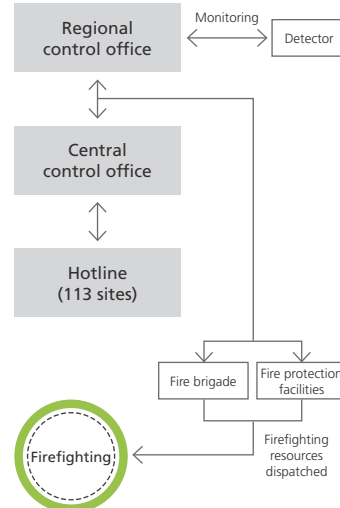 Regional
control office
Monitoring
Detector
Central
control office
Hotline
(113 sites)
Fire brigade
Fire protection
facilities
Firefighting
Firefighting
resources
dispatched